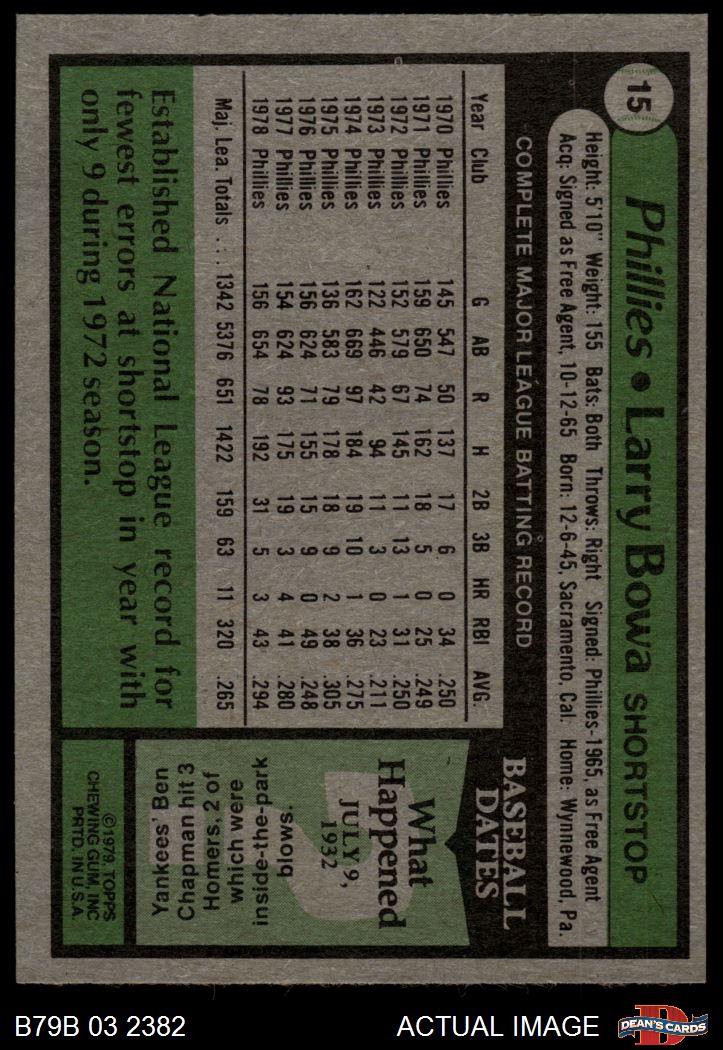 15
Phillies • Larry Bowa SHORTSTOP
Height: 5'10" Weight: 155 Bats: Both Throws: Right Signed: Phillies-1965, as Free Agent
Acq: Signed as Free Agent, 10-12-65 Born: 12-6-45, Sacramento, Cal. Home: Wynnewood, Pa.
COMPLETE MAJOR LEAGUE BATTING RECORD
Year Club G AB R H 2B 3B HR RBI AVG.
1970 Phillies 145 547 50 137 17 6 0 34 .250
1971 Phillies 159 650 74 162 18 5 0 25 .249
1972 Phillies 152 579 67 145 11 13 1 31 .250
1973 Phillies 122 446 42 94 11 3 0 23 .211
1974 Phillies 162 669 97 184 19 10 1 36 .275
1975 Phillies 136 583 79 178 18 9 2 38 .305
1976 Phillies 156 624 71 155 15 9 0 49 .248
1977 Phillies 154 624 93 175 19 3 4 41 .280
1978 Phillies 156 654 78 192 31 5 3 43 .294
Maj. Lea. Totals . . . 1342 5376 651 1422 159 63 11 320 .265
Established National League record for
fewest errors at shortstop in year with
only 9 during 1972 season.
BASEBALL
DATES
What
Happened
JULY 9,
1932
Yankees' Ben
Chapman hit 3
Homers, 2 of
which were
inside-the-park
blows.
©1979, TOPPS
CHEWING GUM, INC
PRTD. IN U.S.A.
B79B 03 2382 ACTUAL IMAGE
DEAN'S CARDS